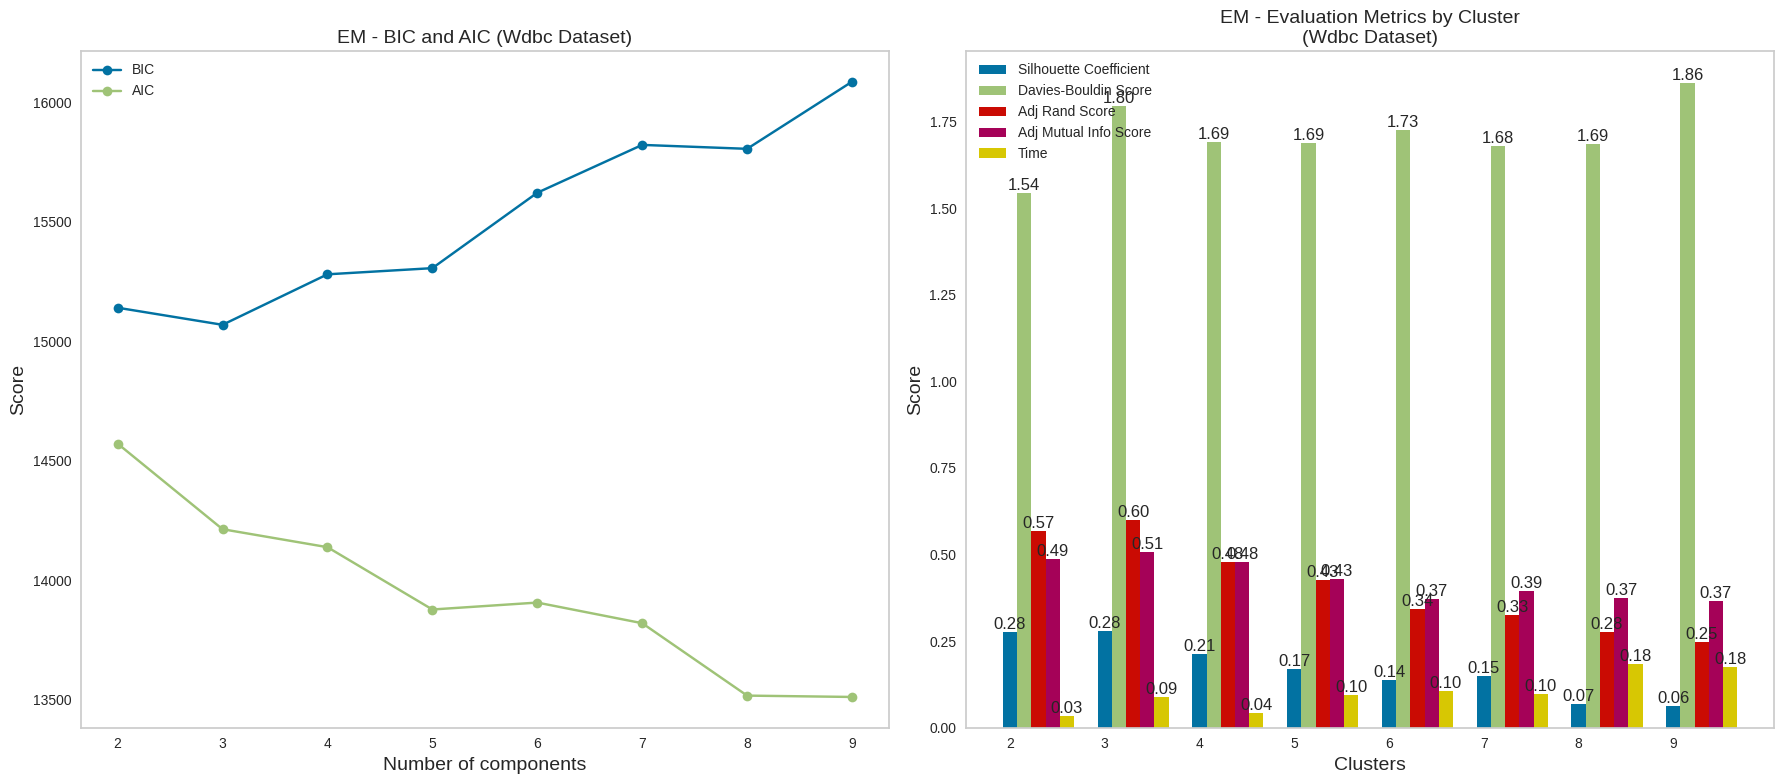 EM - BIC and AIC (Wdbc Dataset)
BIC
AIC
Score
16000
15500
15000
14500
14000
13500
2 3 4 5 6 7 8 9
Number of components
EM - Evaluation Metrics by Cluster
(Wdbc Dataset)
Silhouette Coefficient
Davies-Bouldin Score
Adj Rand Score
Adj Mutual Info Score
Time
Score
1.75
1.50
1.25
1.00
0.75
0.50
0.25
0.00
0.28 1.54 0.57 0.49 0.03
0.28 1.80 0.60 0.51 0.09
0.21 1.69 0.48 0.48 0.04
0.17 1.69 0.43 0.43 0.10
0.14 1.73 0.34 0.37 0.10
0.15 1.68 0.33 0.39 0.10
0.07 1.69 0.28 0.37 0.18
0.06 1.86 0.25 0.37 0.18
2 3 4 5 6 7 8 9
Clusters